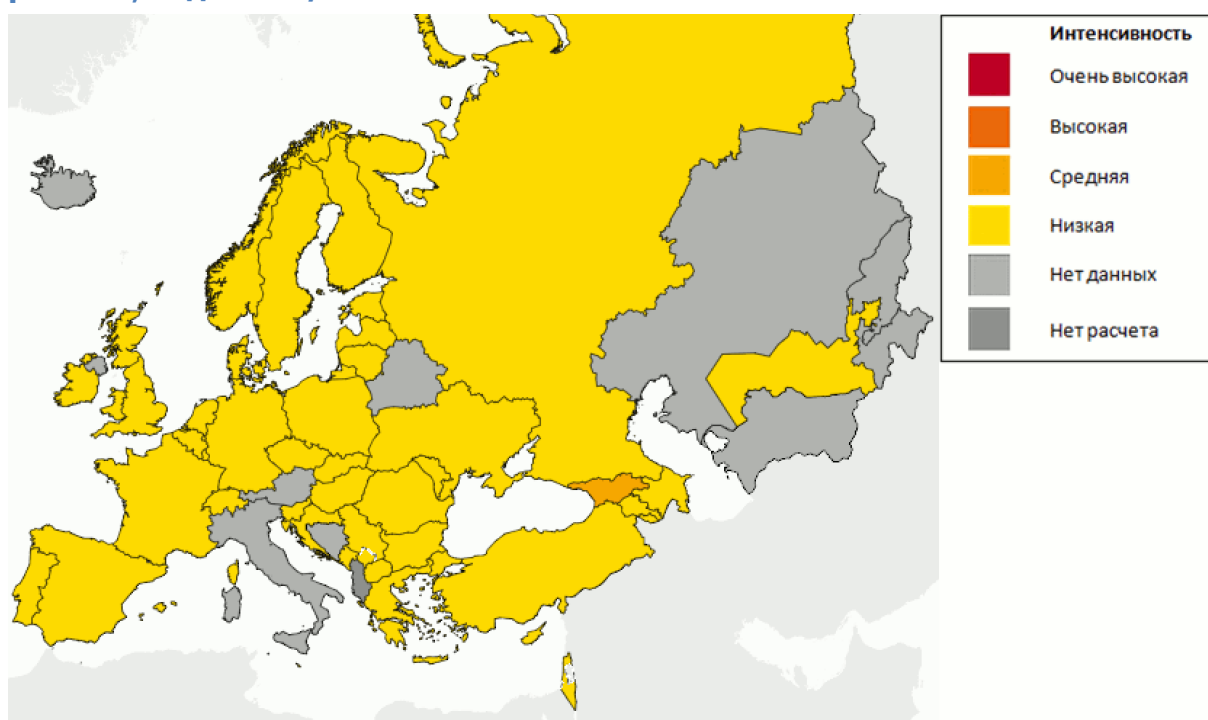 Интенсивность
Очень высокая
Высокая
Средняя
Низкая
Нет данных
Нет расчета